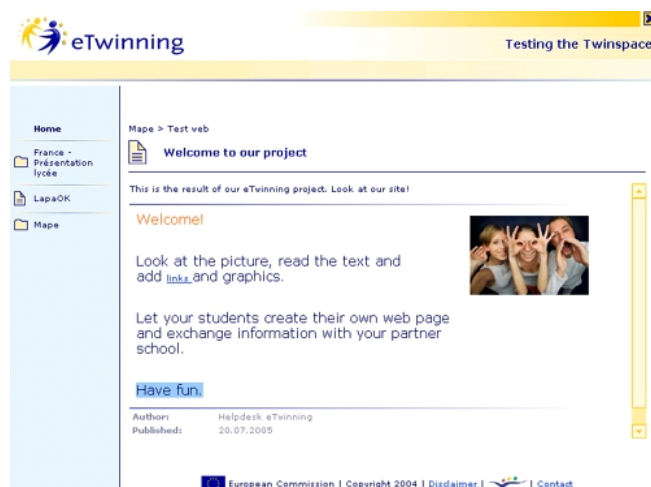 eTwinning
Testing the Twinspace
Home
France -
Présentation
lycée
LapaOK
Mape
Mape > Test web
Welcome to our project
This is the result of our eTwinning project. Look at our site!
Welcome!
Look at the picture, read the text and
add links and graphics.
Let your students create their own web page
and exchange information with your partner
school.
Have fun.
Author: Helpdesk eTwinning
Published: 20.07.2005
European Commission | Copyright 2004 | Disclaimer | | Contact